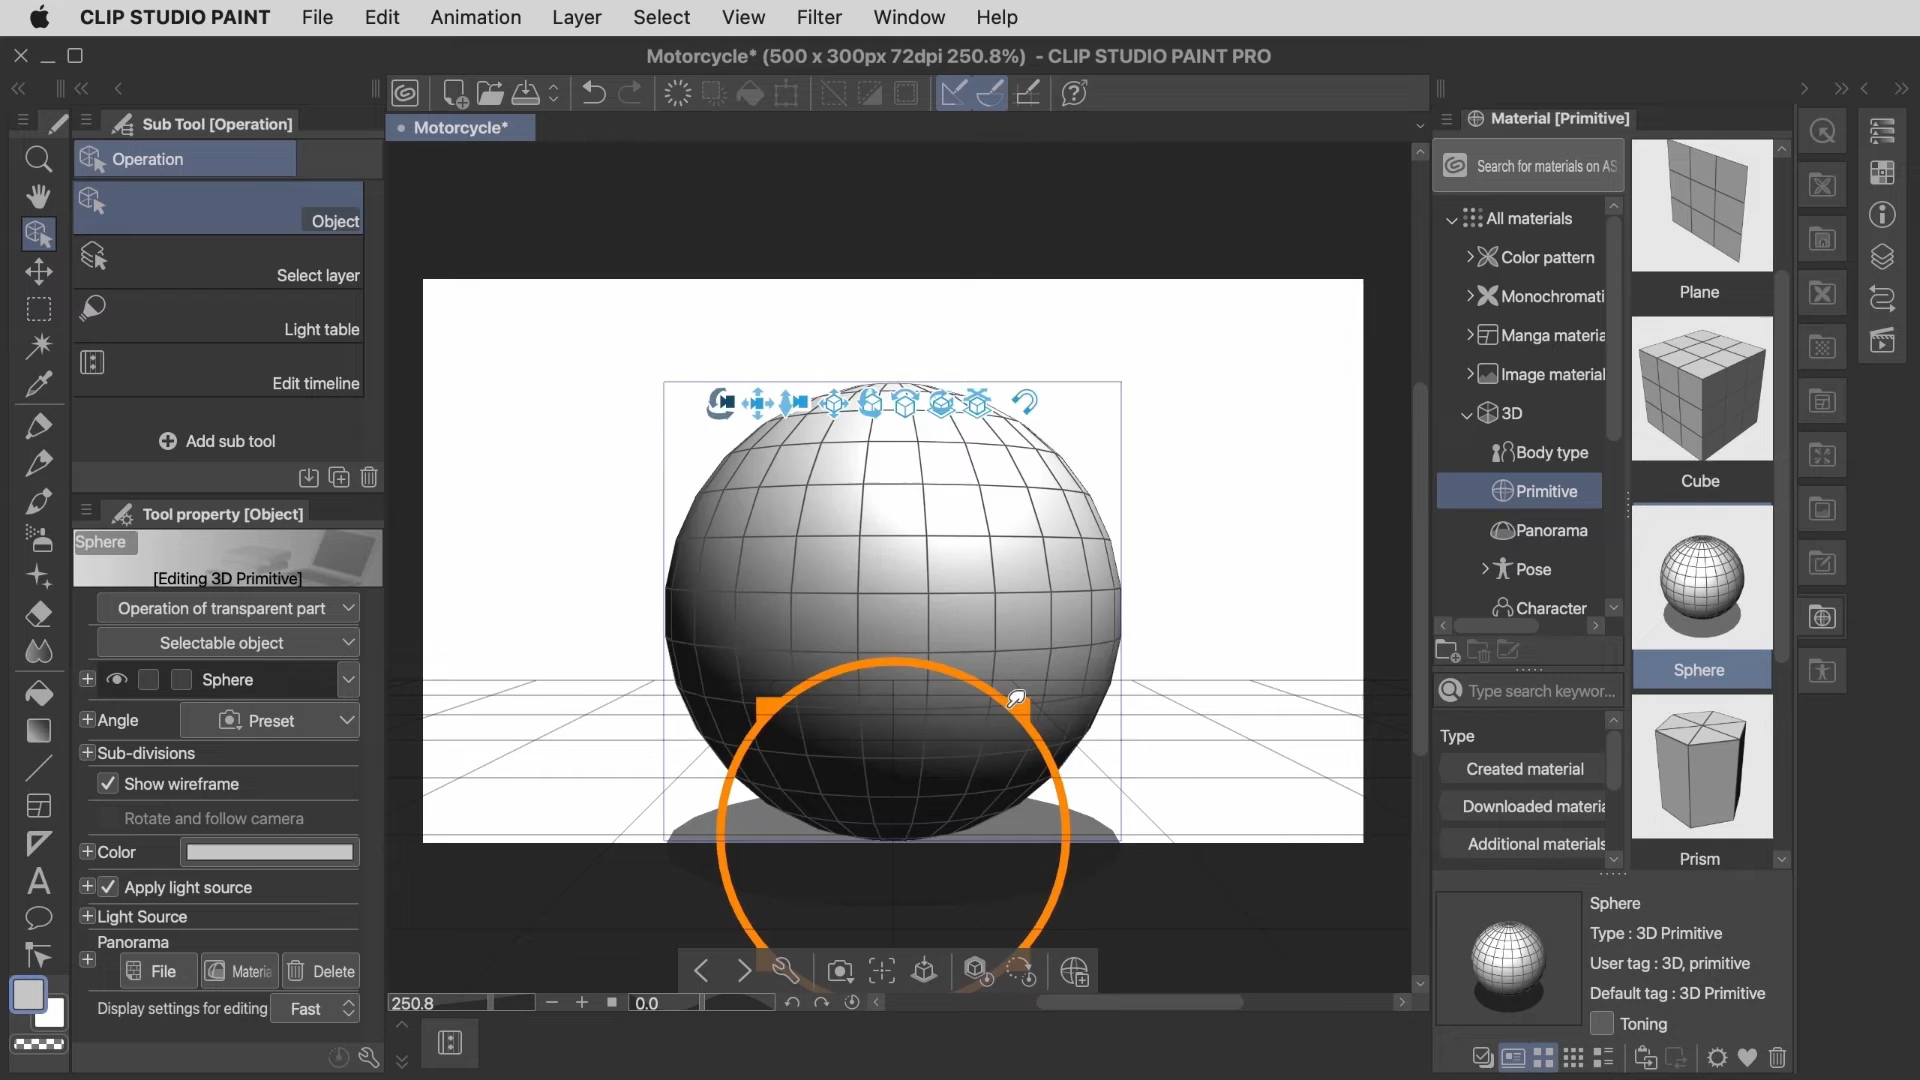 CLIP STUDIO PAINT File Edit Animation Layer Select View Filter Window Help
Motorcycle* (500 x 300px 72dpi 250.8%) - CLIP STUDIO PAINT PRO
Sub Tool [Operation]
Operation
Object
Select layer
Light table
Edit timeline
Add sub tool
Tool property [Object]
Sphere
[Editing 3D Primitive]
Operation of transparent part
Selectable object
Sphere
Angle Preset
Sub-divisions
Show wireframe
Rotate and follow camera
Color
Apply light source
Light Source
Panorama
File Materia Delete
Display settings for editing Fast
Motorcycle*
250.8 0.0
Material [Primitive]
Search for materials on AS
All materials
Color pattern
Monochromati
Manga materia
Image material
3D
Body type
Primitive
Panorama
Pose
Character
Type search keywor...
Type
Created material
Downloaded materia
Additional materials
Plane
Cube
Sphere
Prism
Sphere
Type : 3D Primitive
User tag : 3D, primitive
Default tag : 3D Primitive
Toning